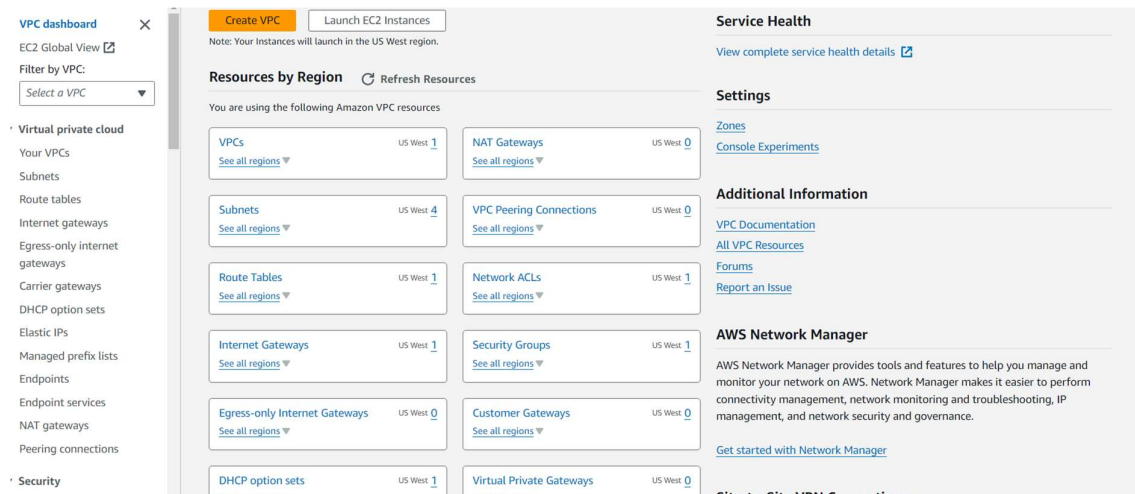 VPC dashboard
EC2 Global View
Filter by VPC:
Select a VPC
Virtual private cloud
Your VPCs
Subnets
Route tables
Internet gateways
Egress-only internet
gateways
Carrier gateways
DHCP option sets
Elastic IPs
Managed prefix lists
Endpoints
Endpoint services
NAT gateways
Peering connections
Security
Create VPC
Launch EC2 Instances
Note: Your Instances will launch in the US West region.
Resources by Region
Refresh Resources
You are using the following Amazon VPC resources
VPCs US West 1
See all regions
NAT Gateways US West 0
See all regions
Subnets US West 4
See all regions
VPC Peering Connections US West 0
See all regions
Route Tables US West 1
See all regions
Network ACLs US West 1
See all regions
Internet Gateways US West 1
See all regions
Security Groups US West 1
See all regions
Egress-only Internet Gateways US West 0
See all regions
Customer Gateways US West 0
See all regions
DHCP option sets US West 1
Virtual Private Gateways US West 0
Service Health
View complete service health details
Settings
Zones
Console Experiments
Additional Information
VPC Documentation
All VPC Resources
Forums
Report an Issue
AWS Network Manager
AWS Network Manager provides tools and features to help you manage and
monitor your network on AWS. Network Manager makes it easier to perform
connectivity management, network monitoring and troubleshooting, IP
management, and network security and governance.
Get started with Network Manager